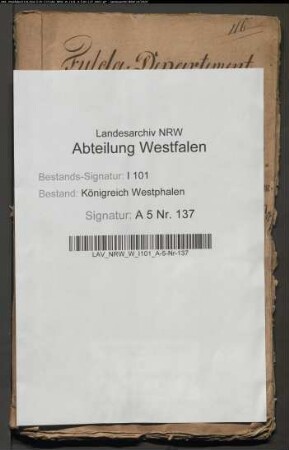 116.
Fulda-Departement
Landesarchiv NRW
Abteilung Westfalen
Bestands-Signatur: I 101
Bestand: Königreich Westphalen
Signatur: A 5 Nr. 137
LAV_NRW_W_I101_A-5-Nr-137